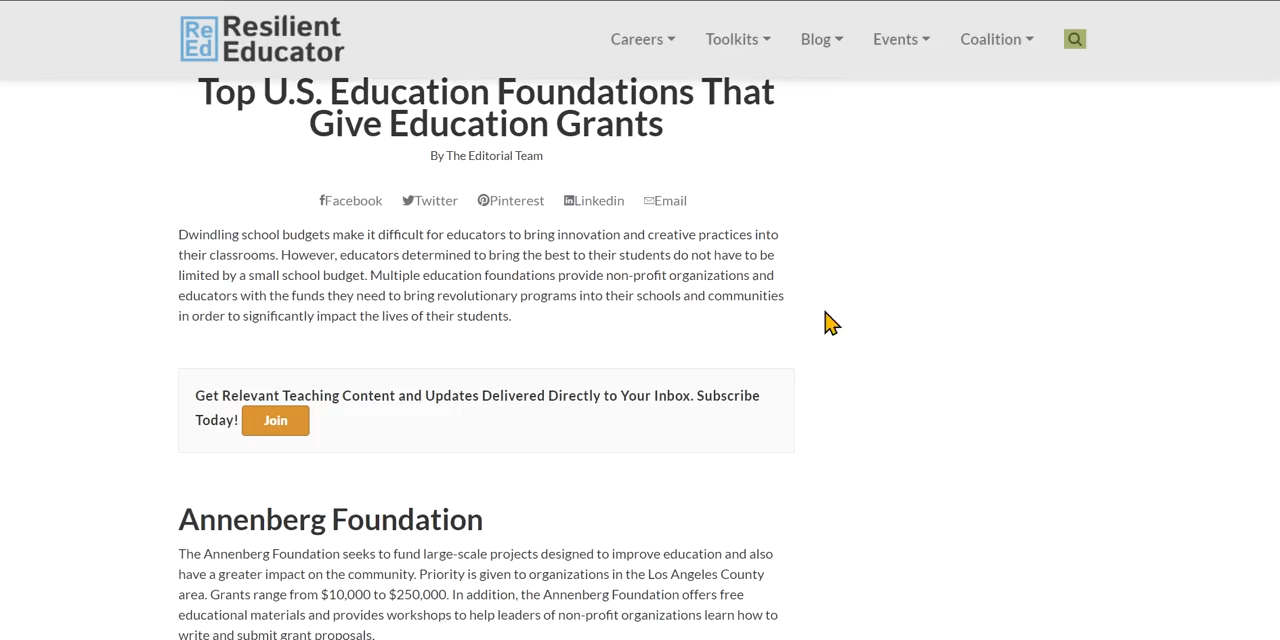 Re Ed Resilient Educator
Careers Toolkits Blog Events Coalition
Top U.S. Education Foundations That
Give Education Grants
By The Editorial Team
Facebook Twitter Pinterest Linkedin Email
Dwindling school budgets make it difficult for educators to bring innovation and creative practices into
their classrooms. However, educators determined to bring the best to their students do not have to be
limited by a small school budget. Multiple education foundations provide non-profit organizations and
educators with the funds they need to bring revolutionary programs into their schools and communities
in order to significantly impact the lives of their students.
Get Relevant Teaching Content and Updates Delivered Directly to Your Inbox. Subscribe
Today! Join
Annenberg Foundation
The Annenberg Foundation seeks to fund large-scale projects designed to improve education and also
have a greater impact on the community. Priority is given to organizations in the Los Angeles County
area. Grants range from $10,000 to $250,000. In addition, the Annenberg Foundation offers free
educational materials and provides workshops to help leaders of non-profit organizations learn how to
write and submit grant proposals.